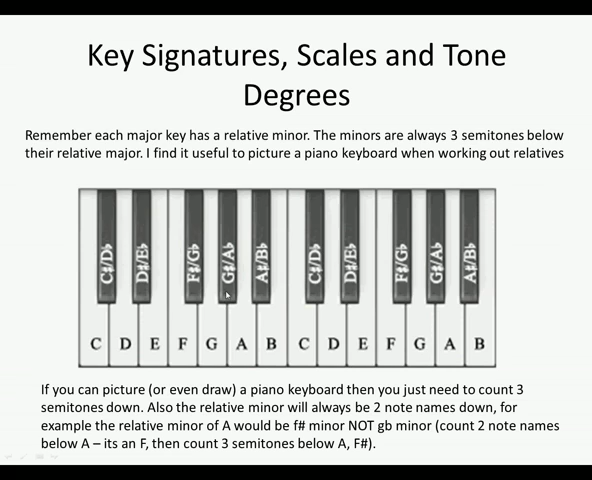 Key Signatures, Scales and Tone
Degrees
Remember each major key has a relative minor. The minors are always 3 semitones below
their relative major. I find it useful to picture a piano keyboard when working out relatives
C#/D♭ D#/E♭ F#/G♭ G#/A♭ A#/B♭ C#/D♭ D#/E♭ F#/G♭ G#/A♭ A#/B♭
C D E F G A B C D E F G A B
If you can picture (or even draw) a piano keyboard then you just need to count 3
semitones down. Also the relative minor will always be 2 note names down, for
example the relative minor of A would be f# minor NOT gb minor (count 2 note names
below A – its an F, then count 3 semitones below A, F#).